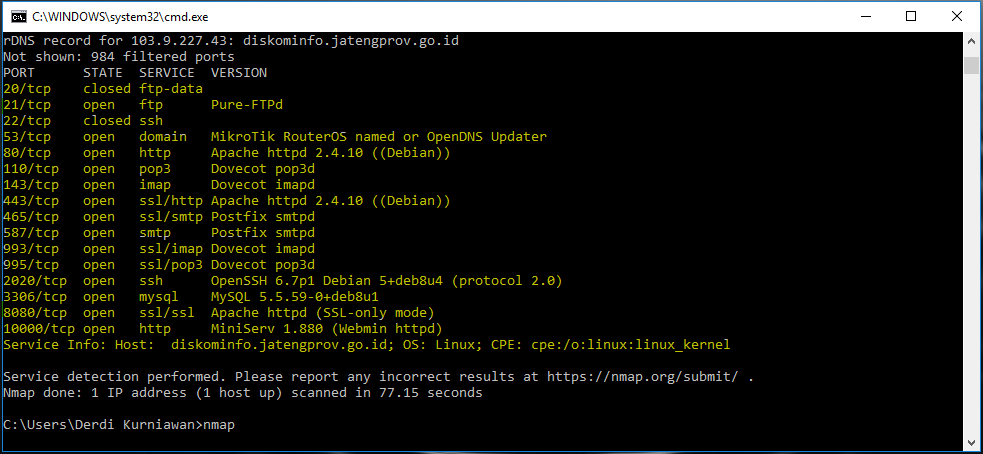 C:\WINDOWS\system32\cmd.exe
rDNS record for 103.9.227.43: diskominfo.jatengprov.go.id
Not shown: 984 filtered ports
PORT      STATE  SERVICE  VERSION
20/tcp    closed ftp-data
21/tcp    open   ftp      Pure-FTPd
22/tcp    closed ssh
53/tcp    open   domain   MikroTik RouterOS named or OpenDNS Updater
80/tcp    open   http     Apache httpd 2.4.10 ((Debian))
110/tcp   open   pop3     Dovecot pop3d
143/tcp   open   imap     Dovecot imapd
443/tcp   open   ssl/http Apache httpd 2.4.10 ((Debian))
465/tcp   open   ssl/smtp Postfix smtpd
587/tcp   open   smtp     Postfix smtpd
993/tcp   open   ssl/imap Dovecot imapd
995/tcp   open   ssl/pop3 Dovecot pop3d
2020/tcp  open   ssh      OpenSSH 6.7p1 Debian 5+deb8u4 (protocol 2.0)
3306/tcp  open   mysql    MySQL 5.5.59-0+deb8u1
8080/tcp  open   ssl/ssl  Apache httpd (SSL-only mode)
10000/tcp open   http     MiniServ 1.880 (Webmin httpd)
Service Info: Host:  diskominfo.jatengprov.go.id; OS: Linux; CPE: cpe:/o:linux:linux_kernel
Service detection performed. Please report any incorrect results at https://nmap.org/submit/ .
Nmap done: 1 IP address (1 host up) scanned in 77.15 seconds
C:\Users\Derdi Kurniawan>nmap